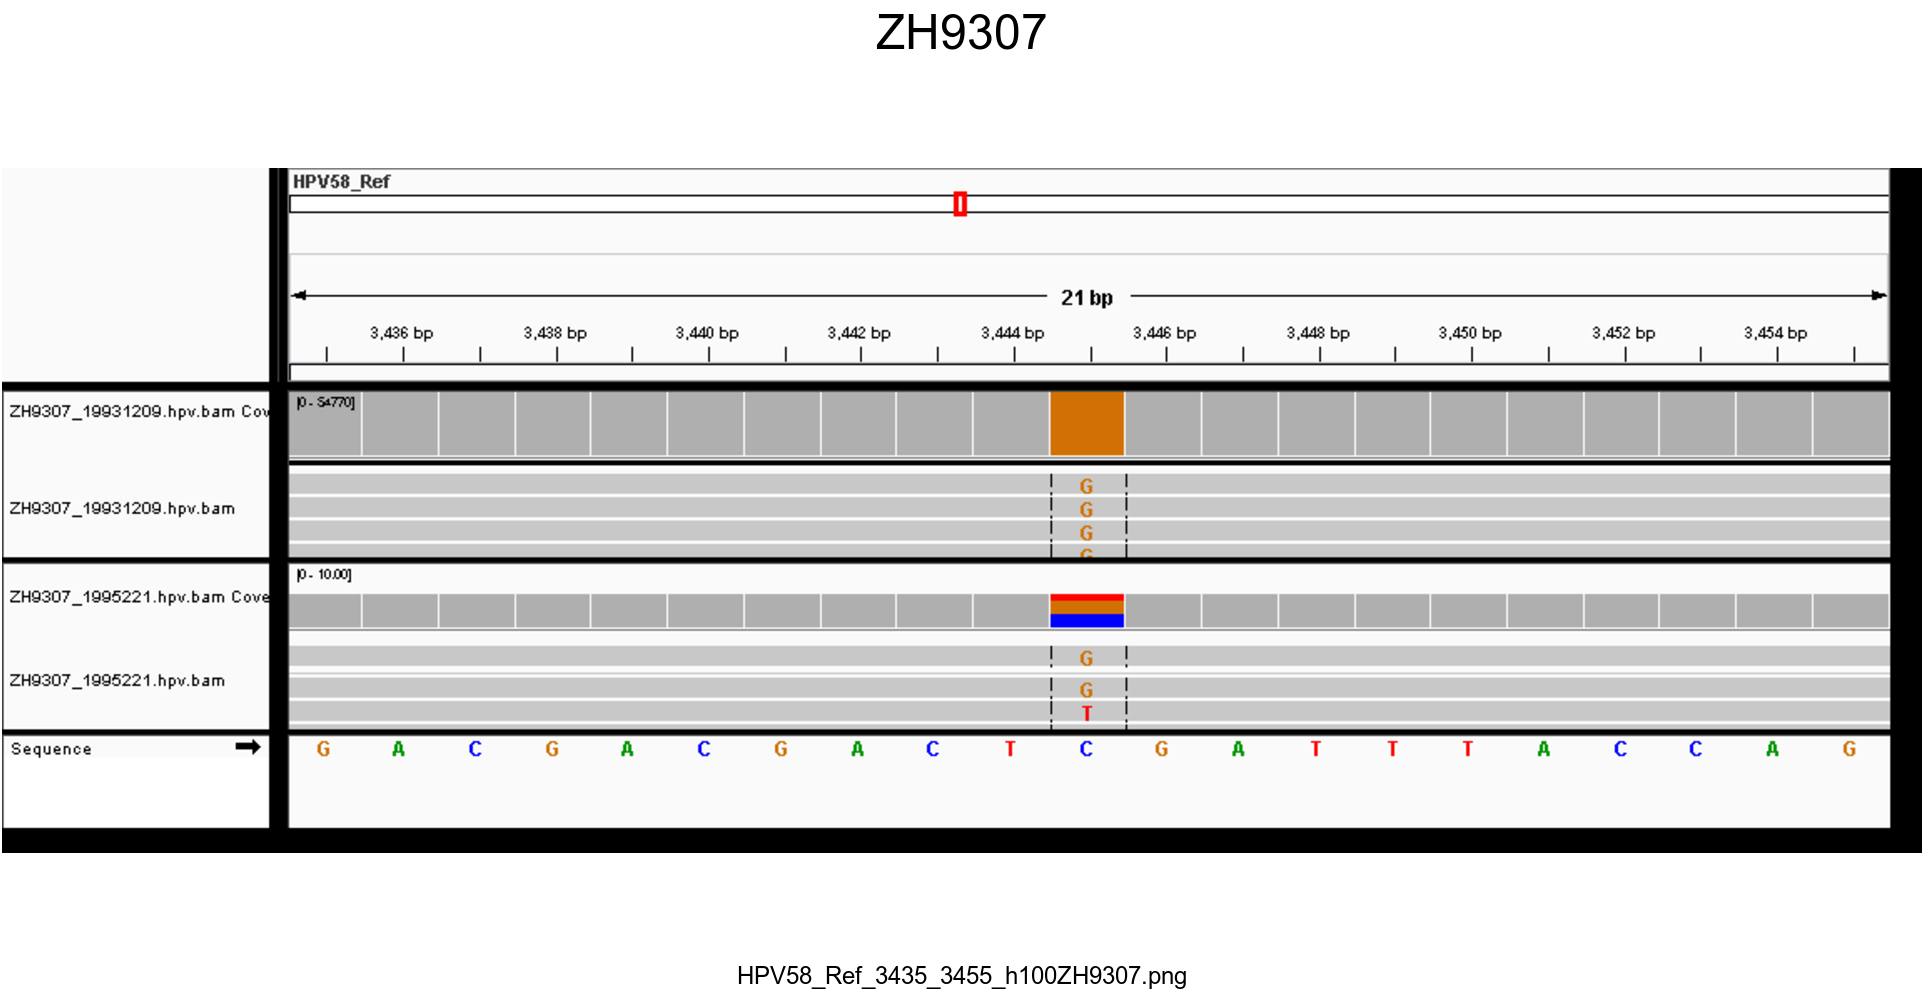 ZH9307
HPV58_Ref
21 bp
3,436 bp 3,438 bp 3,440 bp 3,442 bp 3,444 bp 3,446 bp 3,448 bp 3,450 bp 3,452 bp 3,454 bp
ZH9307_19931209.hpv.bam Cov
[0 - 54770]
ZH9307_19931209.hpv.bam
G
G
G
G
ZH9307_1995221.hpv.bam Cove
[0 - 10.00]
ZH9307_1995221.hpv.bam
G
G
T
Sequence
G A C G A C G A C T C G A T T T A C C A G
HPV58_Ref_3435_3455_h100ZH9307.png